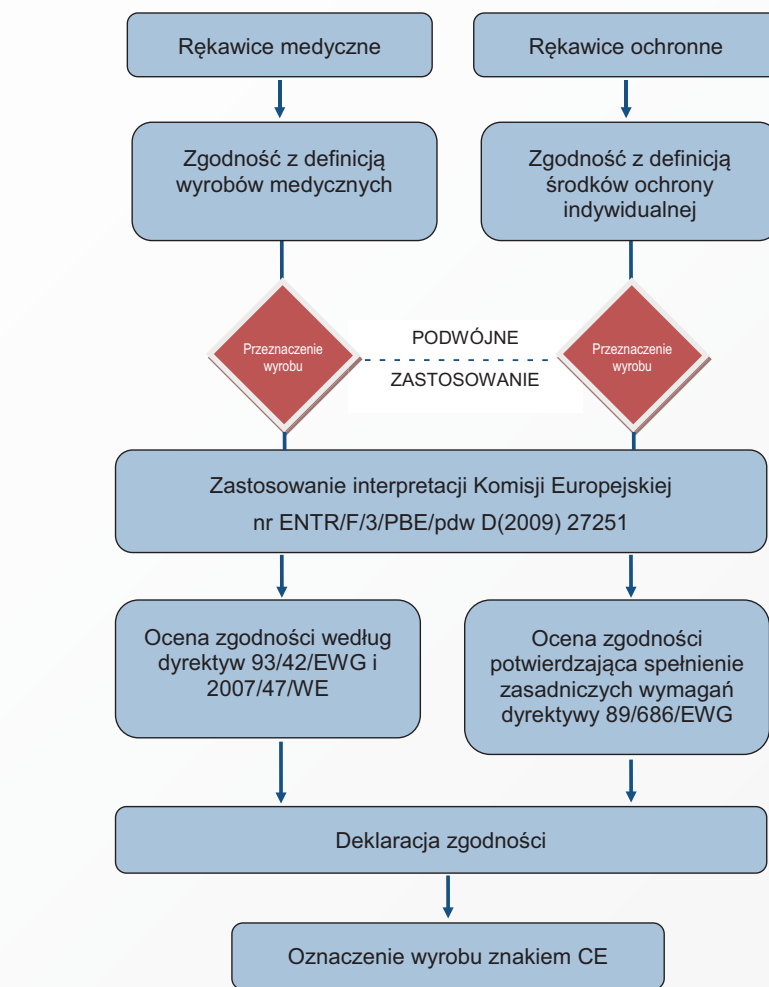 Rękawice medyczne
Rękawice ochronne
Zgodność z definicją
wyrobów medycznych
Zgodność z definicją
środków ochrony
indywidualnej
Przeznaczenie
wyrobu
PODWÓJNE
ZASTOSOWANIE
Przeznaczenie
wyrobu
Zastosowanie interpretacji Komisji Europejskiej
nr ENTR/F/3/PBE/pdw D(2009) 27251
Ocena zgodności według
dyrektyw 93/42/EWG i
2007/47/WE
Ocena zgodności
potwierdzająca spełnienie
zasadniczych wymagań
dyrektywy 89/686/EWG
Deklaracja zgodności
Oznaczenie wyrobu znakiem CE